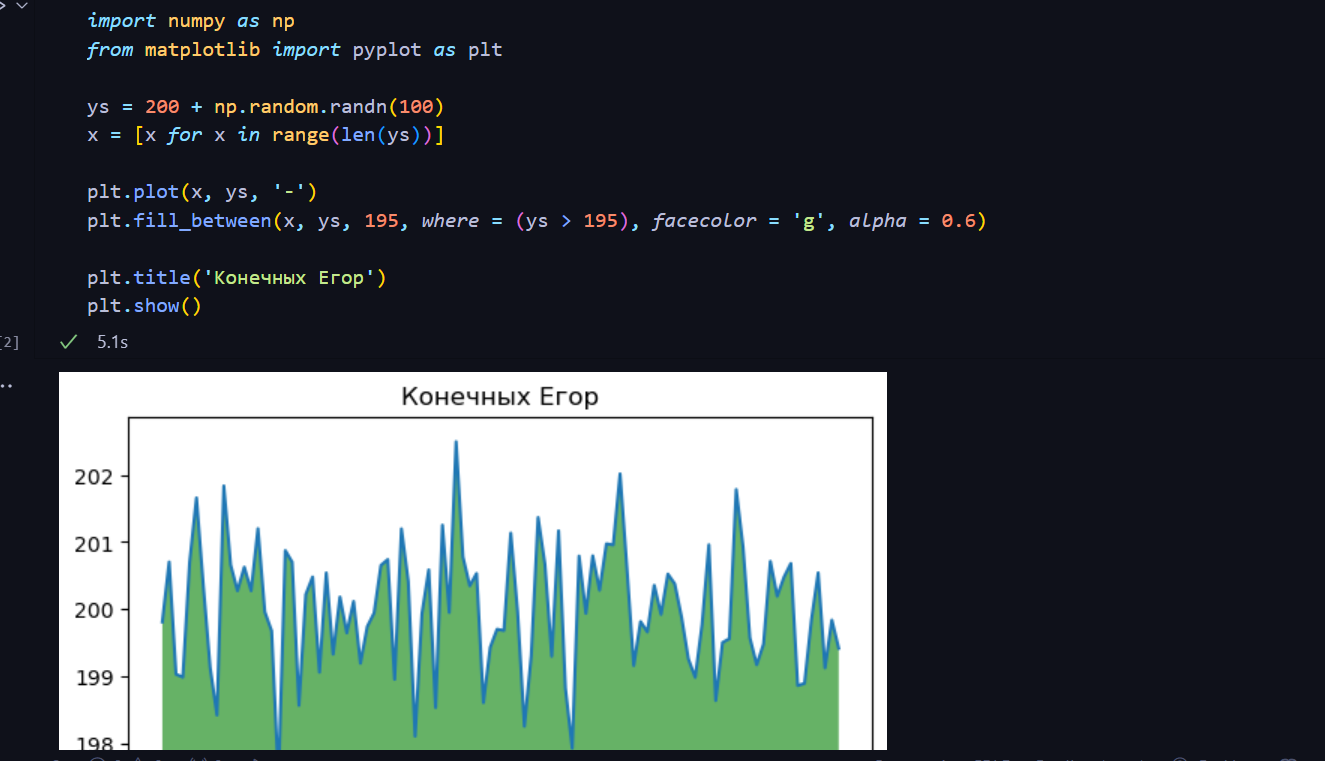 import numpy as np
from matplotlib import pyplot as plt
ys = 200 + np.random.randn(100)
x = [x for x in range(len(ys))]
plt.plot(x, ys, '-')
plt.fill_between(x, ys, 195, where = (ys > 195), facecolor = 'g', alpha = 0.6)
plt.title('Конечных Егор')
plt.show()
[2]
5.1s
Конечных Егор
202
201
200
199
198